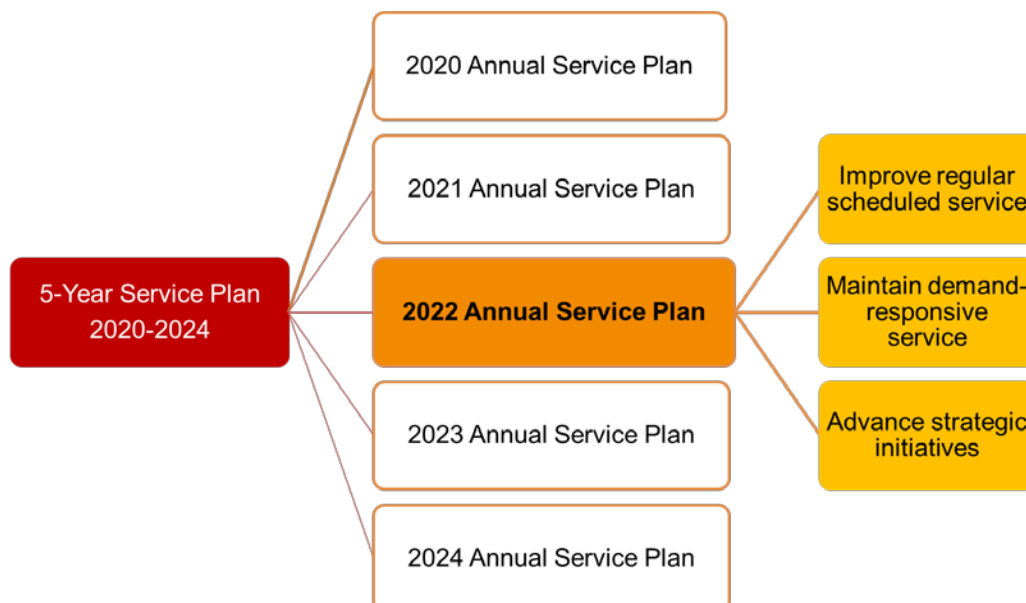 5-Year Service Plan
2020-2024
2020 Annual Service Plan
2021 Annual Service Plan
2022 Annual Service Plan
2023 Annual Service Plan
2024 Annual Service Plan
Improve regular
scheduled service
Maintain demand-
responsive
service
Advance strategic
initiatives